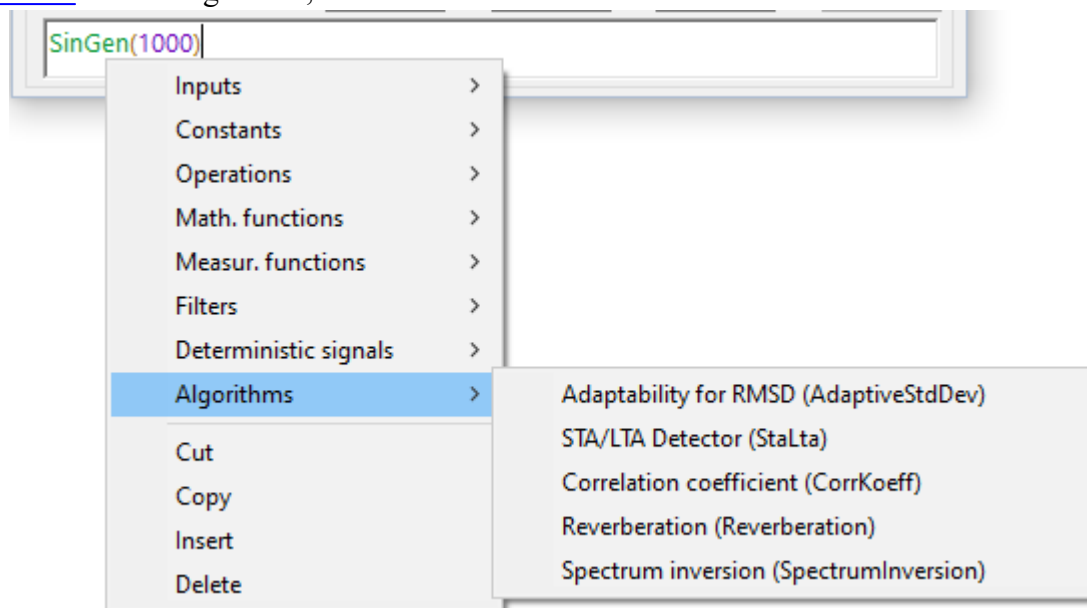 SinGen(1000)
Inputs
Constants
Operations
Math. functions
Measur. functions
Filters
Deterministic signals
Algorithms
Adaptability for RMSD (AdaptiveStdDev)
STA/LTA Detector (StaLta)
Correlation coefficient (CorrKoeff)
Reverberation (Reverberation)
Spectrum inversion (SpectrumInversion)
Cut
Copy
Insert
Delete